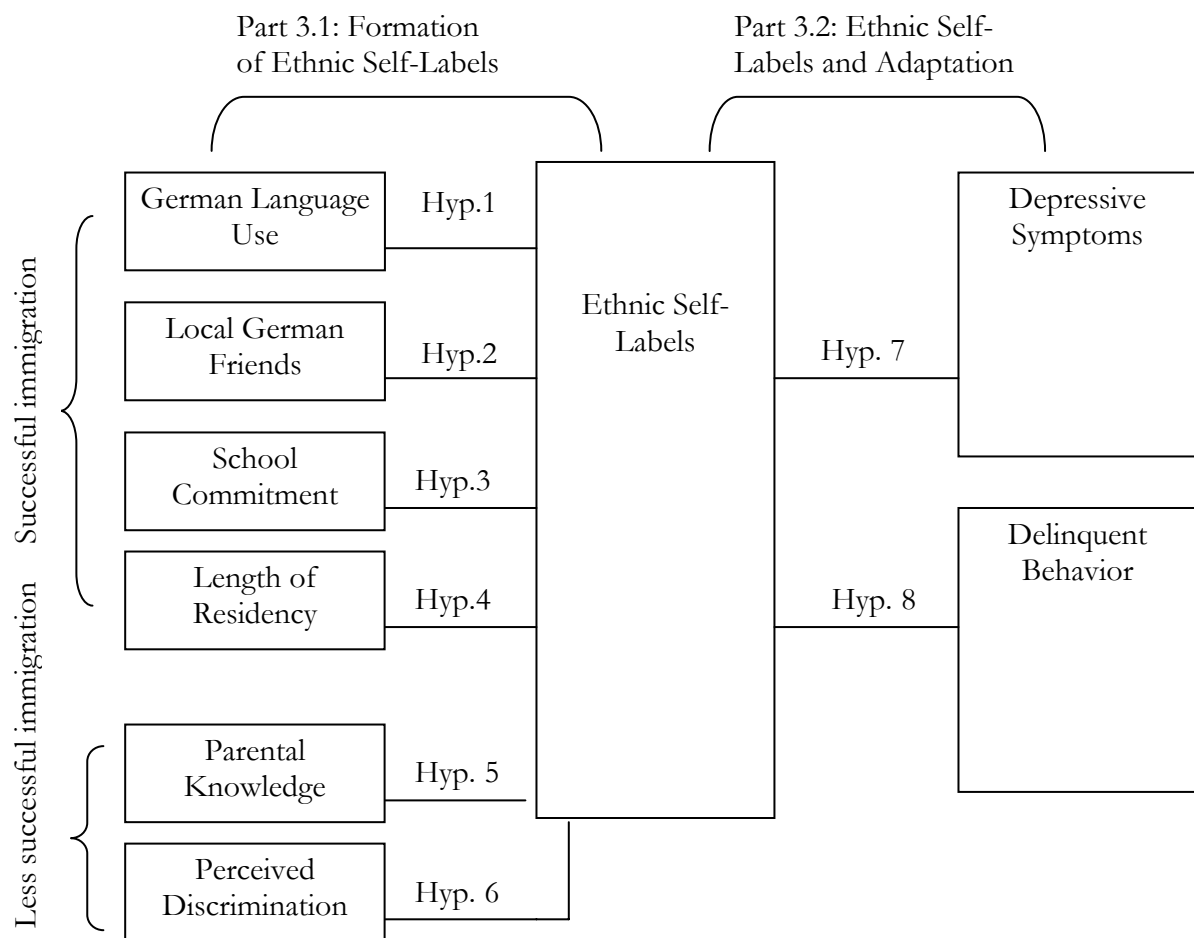 Part 3.1: Formation
of Ethnic Self-Labels
Part 3.2: Ethnic Self-
Labels and Adaptation
Successful immigration
Less successful immigration
German Language
Use
Hyp.1
Local German
Friends
Hyp.2
School
Commitment
Hyp.3
Length of
Residency
Hyp.4
Parental
Knowledge
Hyp. 5
Perceived
Discrimination
Hyp. 6
Ethnic Self-
Labels
Hyp. 7
Depressive
Symptoms
Hyp. 8
Delinquent
Behavior